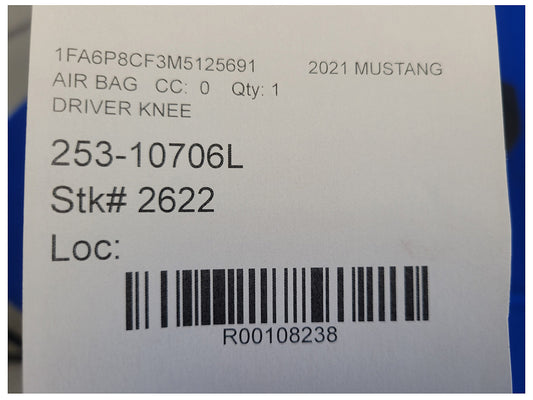 1FA6P8CF3M5125691 2021 MUSTANG
AIR BAG CC: 0 Qty: 1
DRIVER KNEE
253-10706L
Stk# 2622
Loc:
R00108238